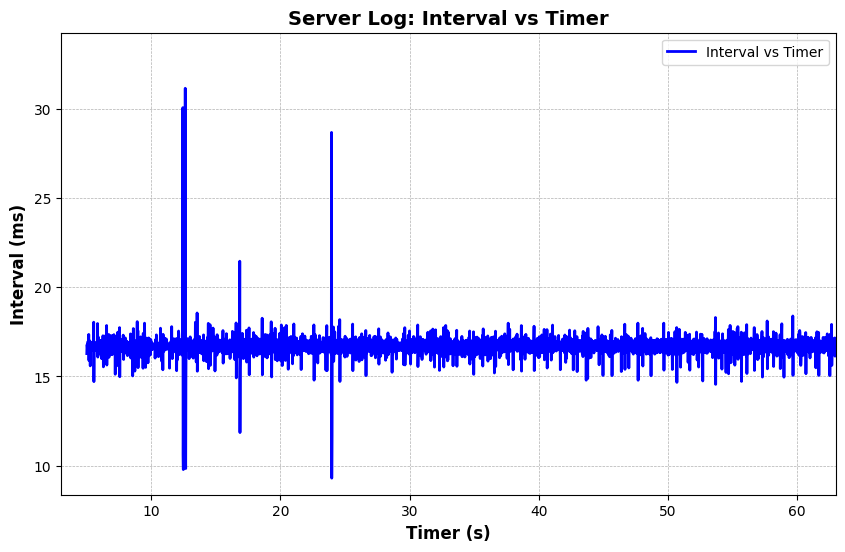 Server Log: Interval vs Timer
Interval vs Timer
Interval (ms)
30
25
20
15
10
10 20 30 40 50 60
Timer (s)